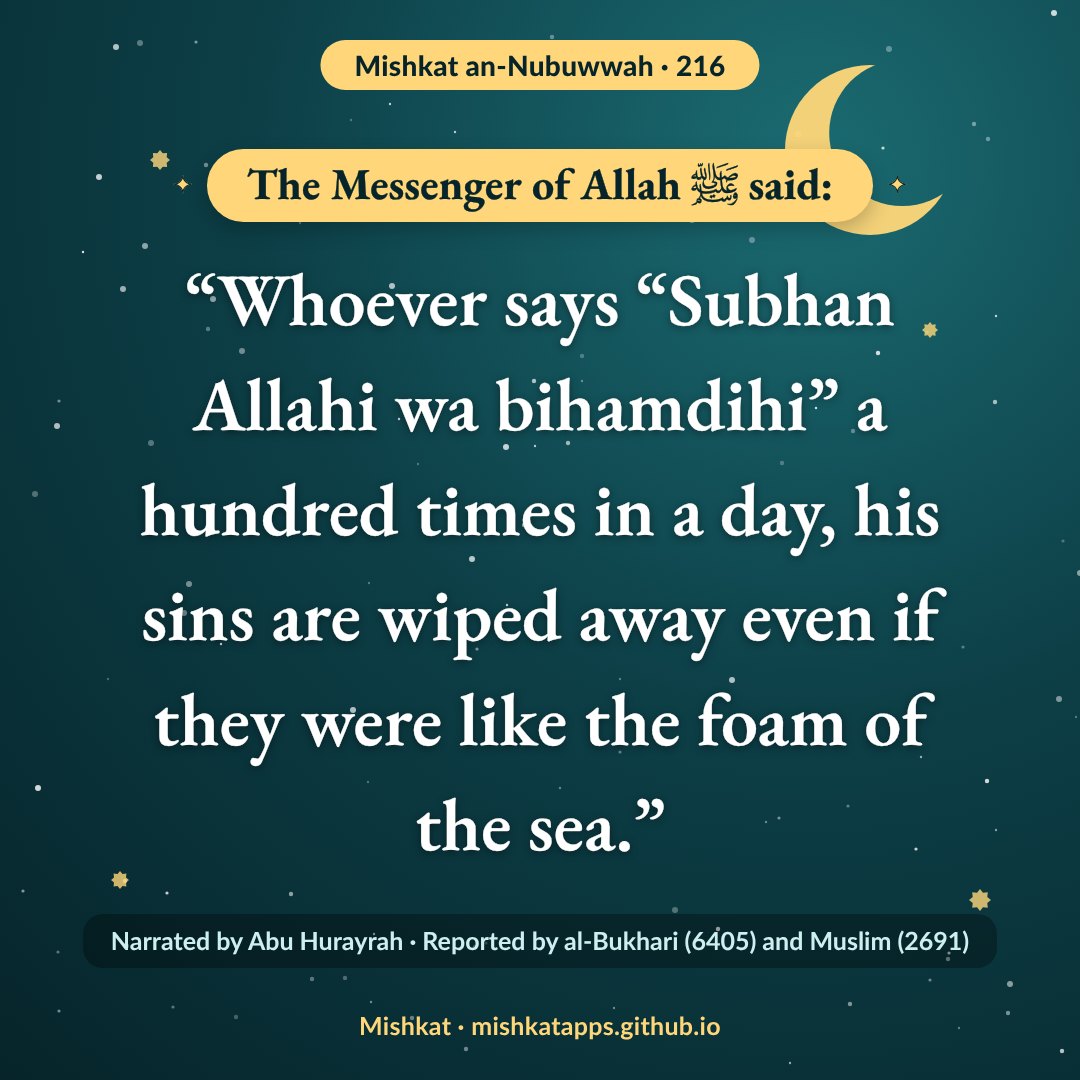 Mishkat an-Nubuwwah · 216
The Messenger of Allah ﷺ said:
“Whoever says “Subhan
Allahi wa bihamdihi” a
hundred times in a day, his
sins are wiped away even if
they were like the foam of
the sea.”
Narrated by Abu Hurayrah · Reported by al-Bukhari (6405) and Muslim (2691)
Mishkat · mishkatapps.github.io